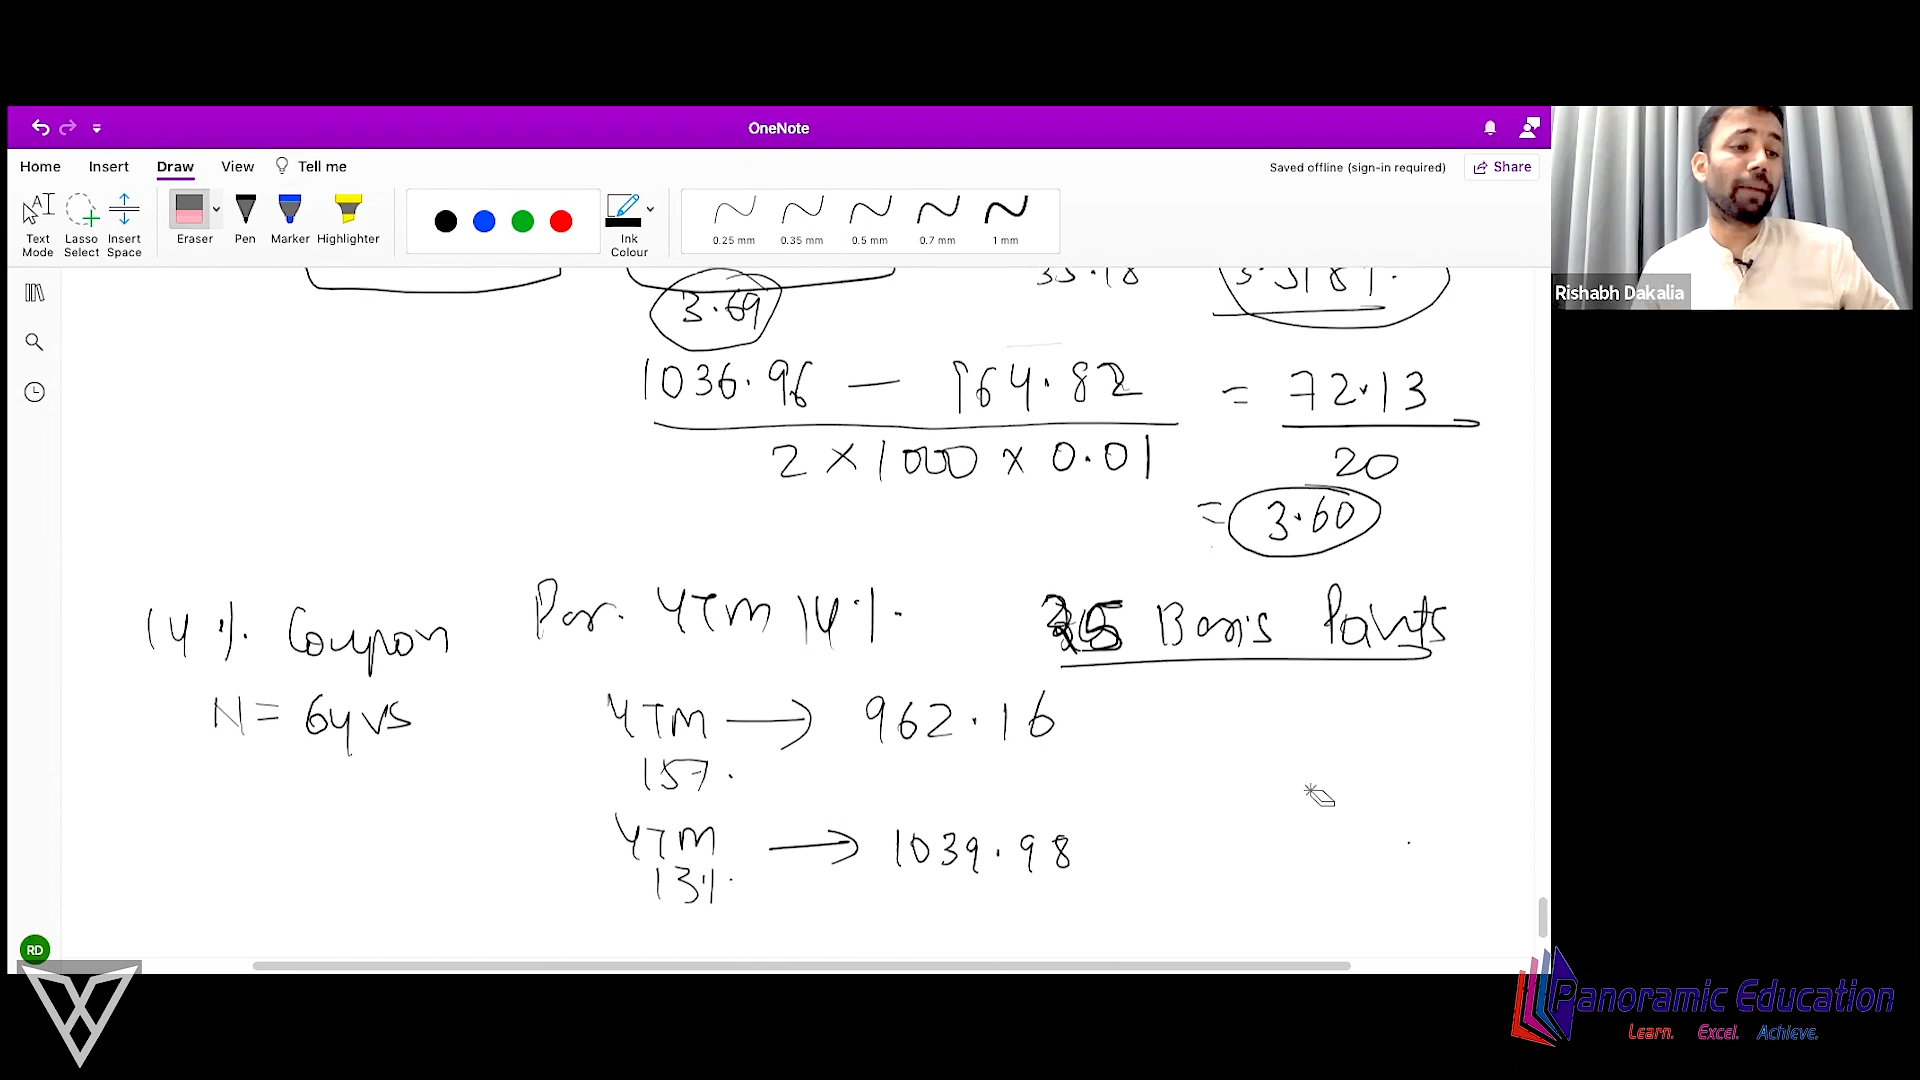 OneNote
Home Insert Draw View Tell me
Saved offline (sign-in required) Share
Text Mode Lasso Select Insert Space Eraser Pen Marker Highlighter Ink Colour
0.25 mm 0.35 mm 0.5 mm 0.7 mm 1 mm
Rishabh Dakalia
3.69
1036.96 — 964.82 = 72.13
2 × 1000 × 0.01 20
= 3.60
14 %. Coupon Par. YTM 14%. Basis Points
N = 6yrs YTM → 962.16
15%.
YTM → 1039.98
13%.
RD
Panoramic Education
Learn. Excel. Achieve.